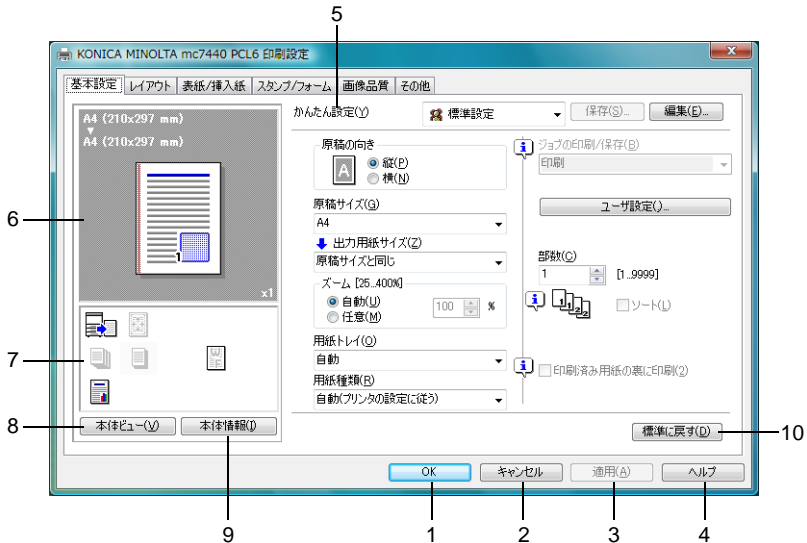 5
KONICA MINOLTA mc7440 PCL6 印刷設定
基本設定 レイアウト 表紙/挿入紙 スタンプ/フォーム 画像品質 その他
A4 (210x297 mm)
A4 (210x297 mm)
1
x1
かんたん設定(Y) 標準設定 保存(S)... 編集(E)...
原稿の向き
A
縦(P)
横(N)
原稿サイズ(G)
A4
出力用紙サイズ(Z)
原稿サイズと同じ
ズーム [25..400%]
自動(U)
任意(M)
100 %
用紙トレイ(O)
自動
用紙種類(R)
自動(プリンタの設定に従う)
ジョブの印刷/保存(B)
印刷
ユーザ設定()...
部数(C)
1 [1..9999]
1 1 2 2 ソート(L)
印刷済み用紙の裏に印刷(2)
W
F
本体ビュー(V) 本体情報(I)
標準に戻す(D)
OK キャンセル 適用(A) ヘルプ
6
7
8
9
10
1
2
3
4